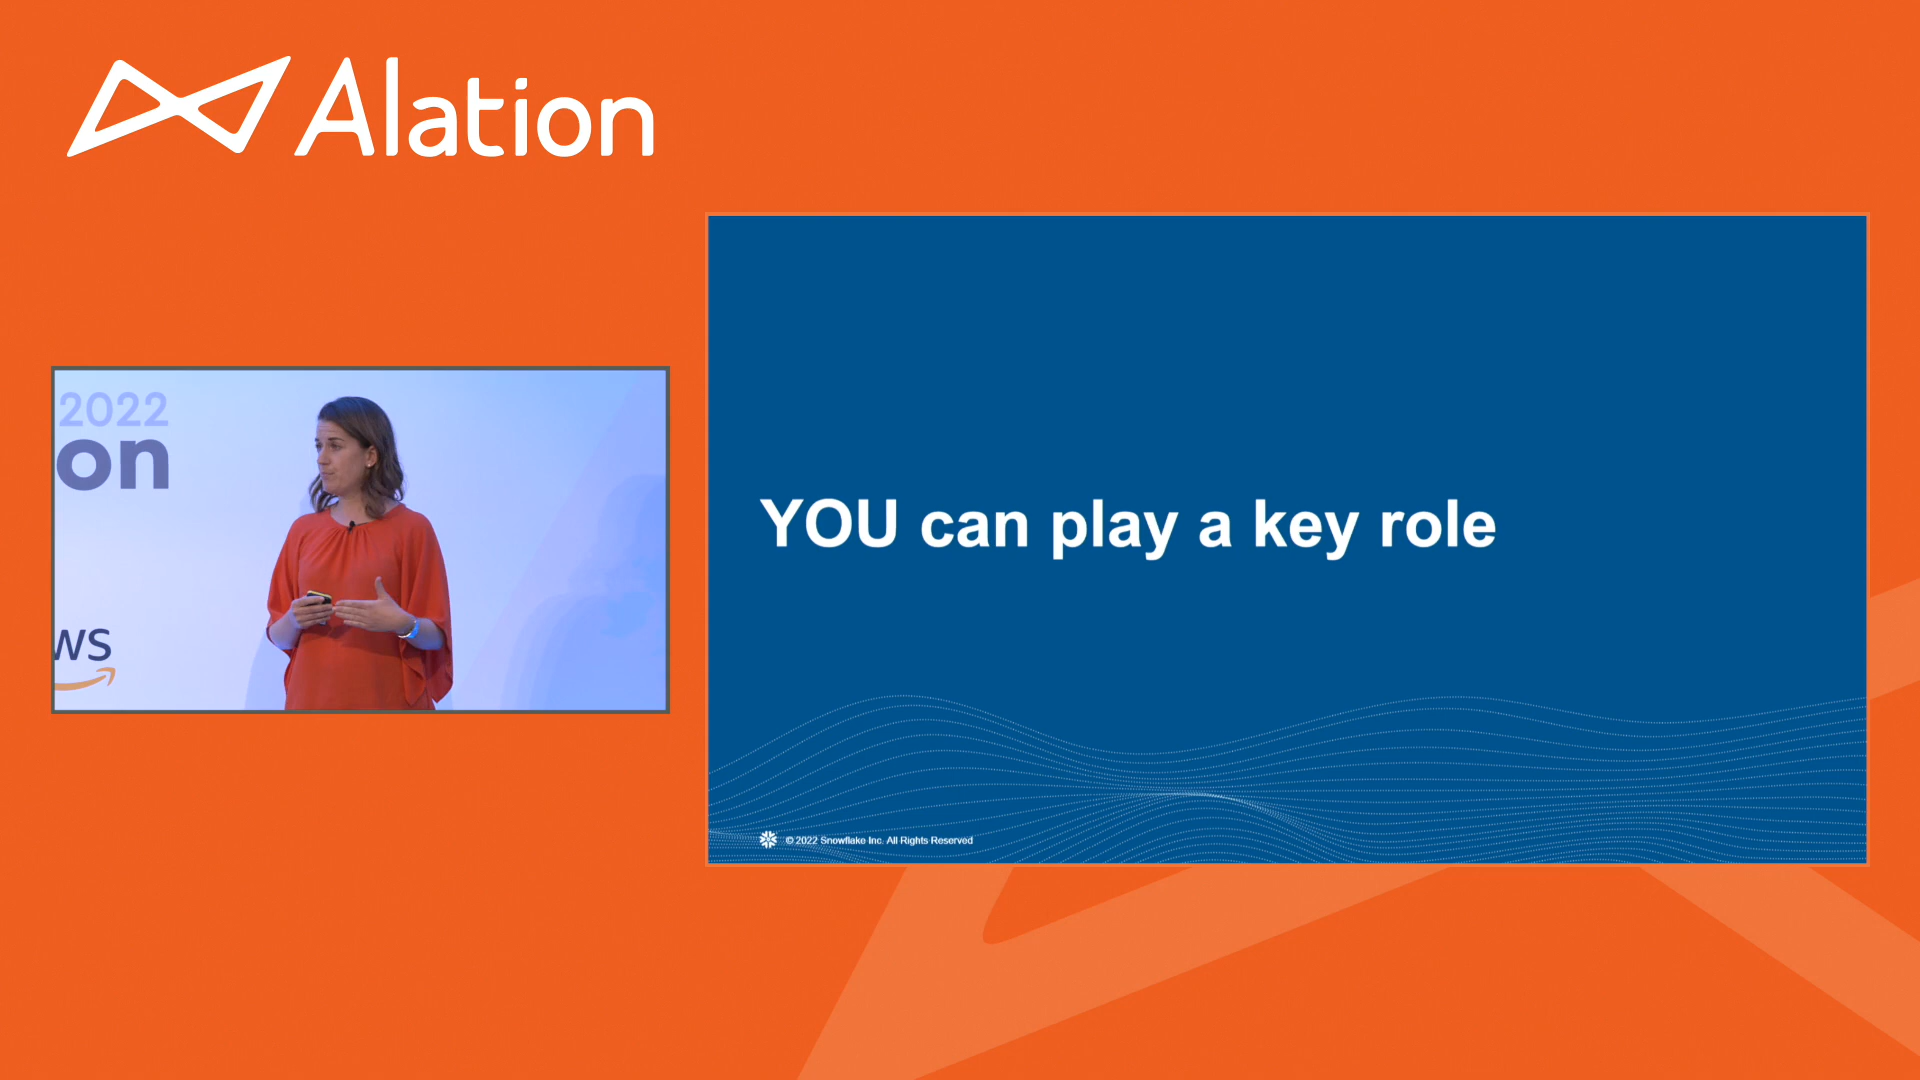 Alation
2022
on
ws
YOU can play a key role
© 2022 Snowflake Inc. All Rights Reserved